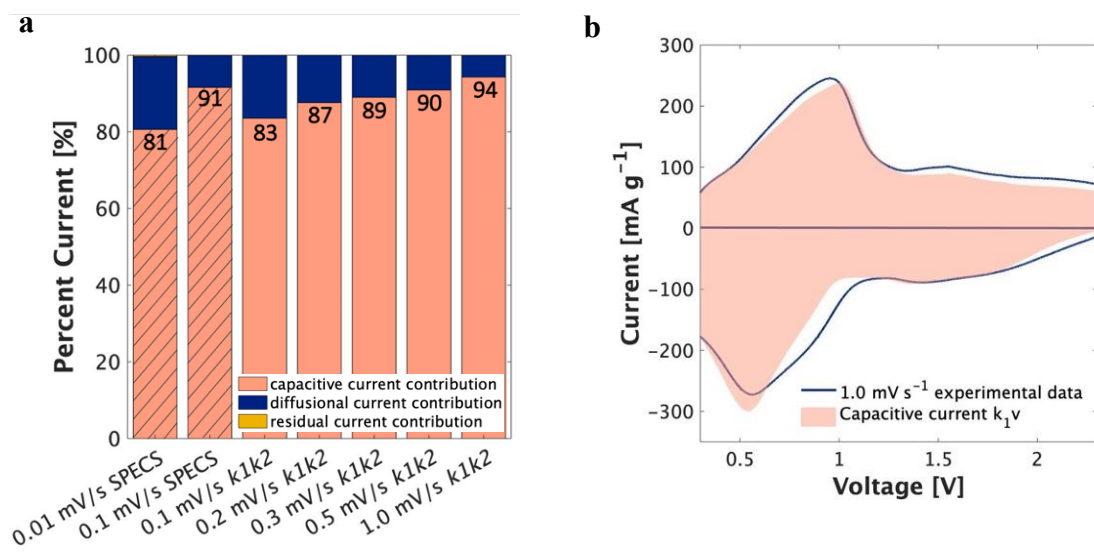 a
Percent Current [%]
100
80
60
40
20
0
81
91
83
87
89
90
94
capacitive current contribution
diffusional current contribution
residual current contribution
0.01 mV/s SPECS
0.1 mV/s SPECS
0.1 mV/s k1k2
0.2 mV/s k1k2
0.3 mV/s k1k2
0.5 mV/s k1k2
1.0 mV/s k1k2
b
Current [mA g⁻¹]
300
200
100
0
-100
-200
-300
1.0 mV s⁻¹ experimental data
Capacitive current k₁v
0.5
1
1.5
2
Voltage [V]